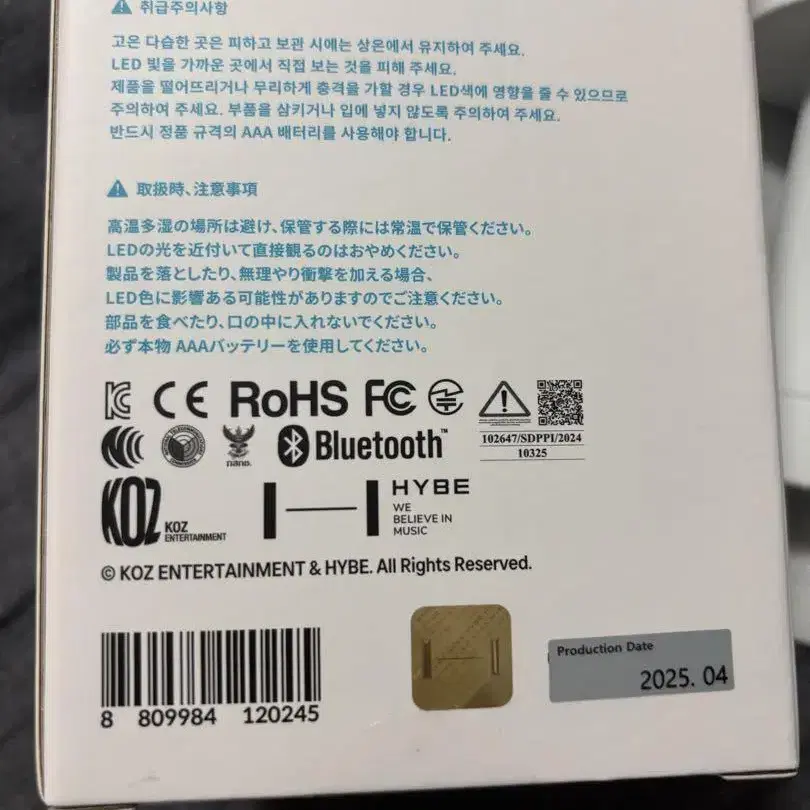 취급주의사항
고온 다습한 곳은 피하고 보관 시에는 상온에서 유지하여 주세요.
LED 빛을 가까운 곳에서 직접 보는 것을 피해 주세요.
제품을 떨어뜨리거나 무리하게 충격을 가할 경우 LED색에 영향을 줄 수 있으므로
주의하여 주세요. 부품을 삼키거나 입에 넣지 않도록 주의하여 주세요.
반드시 정품 규격의 AAA 배터리를 사용해야 합니다.
取扱時、注意事項
高温多湿の場所は避け、保管する際には常温で保管ください。
LEDの光を近付いて直接観るのはおやめください。
製品を落としたり、無理やり衝撃を加える場合、
LED色に影響ある可能性がありますのでご注意ください。
部品を食べたり、口の中に入れないでください。
必ず本物 AAAバッテリーを使用してください。
CE RoHS FC
102647/SDPPI/2024
10325
กสทช.
Bluetooth™
KOZ
KOZ
ENTERTAINMENT
HYBE
WE
BELIEVE IN
MUSIC
© KOZ ENTERTAINMENT & HYBE. All Rights Reserved.
8 809984 120245
Production Date
2025. 04